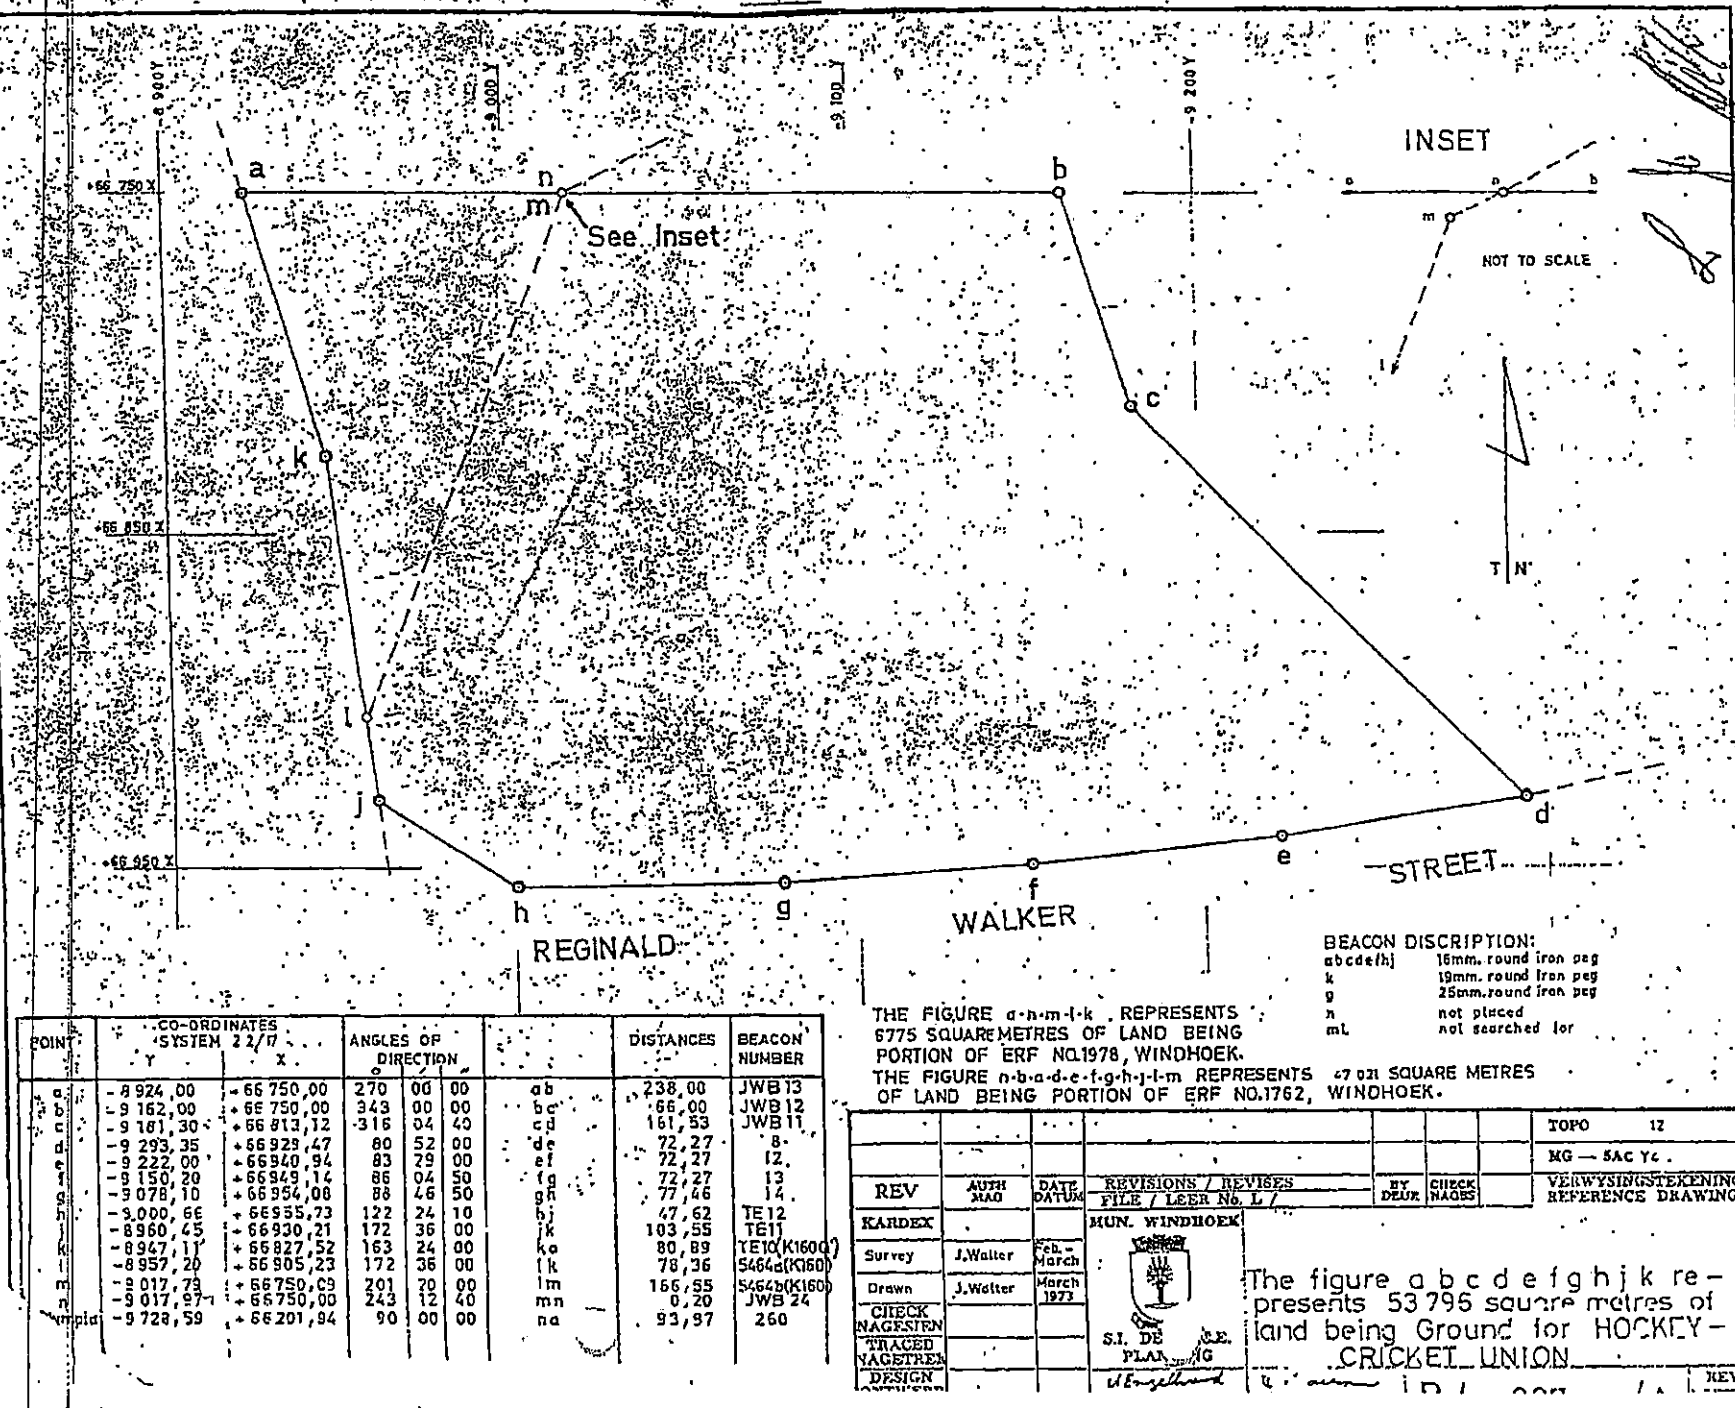 -8 900Y
-9 000 Y
-9 100 Y
-9 200Y
INSET
a
n
b
m
l
NOT TO SCALE
+66 750 X
a
n
m
b
See Inset
c
k
+66 850 X
T N
l
j
d
e
+66 950 X
h
g
f
REGINALD
WALKER
STREET
BEACON DISCRIPTION:
abcdefhj 16mm. round iron peg
k 19mm. round iron peg
g 25mm. round iron peg
n not placed
mL not searched for
THE FIGURE a-n-m-l-k REPRESENTS
6775 SQUARE METRES OF LAND BEING
PORTION OF ERF NO.1978, WINDHOEK.
THE FIGURE n-b-c-d-e-f-g-h-j-l-m REPRESENTS 47 021 SQUARE METRES
OF LAND BEING PORTION OF ERF NO.1762, WINDHOEK.
POINT CO-ORDINATES SYSTEM 22/17 Y X ANGLES OF DIRECTION DISTANCES BEACON NUMBER
a -8 924,00 +66 750,00 270 00 00 ab 238,00 JWB 13
b -9 162,00 +66 750,00 343 00 00 bc 66,00 JWB 12
c -9 181,30 +66 813,12 316 04 40 cd 161,53 JWB 11
d -9 293,35 +66 929,47 80 52 00 de 72,27 8
e -9 222,00 +66 940,94 83 29 00 ef 72,27 12
f -9 150,20 +66 949,14 86 04 50 fg 72,27 13
g -9 078,10 +66 954,08 88 46 50 gh 77,46 14
h -9 000,66 +66 955,73 122 24 10 hj 47,62 TE 12
j -8960,45 +66 930,21 172 36 00 jk 103,55 TE11
k -8947,11 +66 827,52 163 24 00 ka 80,89 TE10(K1600)
l -8957,20 +66 905,23 172 36 00 lk 78,36 5464a(K160)
m -9 017,79 +66 750,09 201 20 00 lm 166,55 5464b(K160)
n -9 017,97 +66 750,00 243 12 40 mn 0,20 JWB 24
-9 728,59 +66 201,94 90 00 00 na 93,97 260
TOPO 12
MG — 5AC Y4
REV AUTH MAG DATE DATUM REVISIONS / REVISES BY DEUR CHECK NAGES
FILE / LEER No. L /
VERWYSINGSTEKENING
REFERENCE DRAWING
KARDEX
MUN. WINDHOEK
Survey J.Walter Feb.- March
Drawn J.Walter March 1973
CHECK
NAGESIEN
TRACED
NAGETREK
DESIGN
S.I. DE
The figure a b c d e f g h j k re-
presents 53 796 square metres of
land being Ground for HOCKEY-
CRICKET UNION
REV